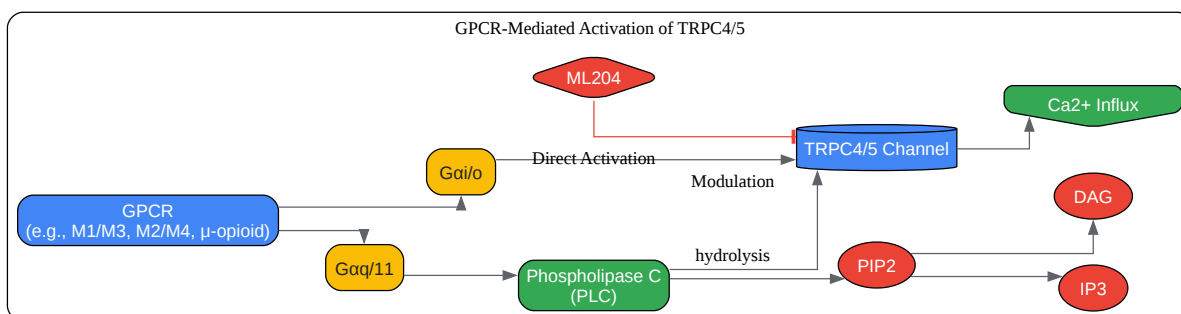 GPCR-Mediated Activation of TRPC4/5
ML204
Ca2+ Influx
TRPC4/5 Channel
Direct Activation
Gαi/o
Modulation
DAG
GPCR
(e.g., M1/M3, M2/M4, μ-opioid)
Gαq/11
hydrolysis
Phospholipase C
(PLC)
PIP2
IP3